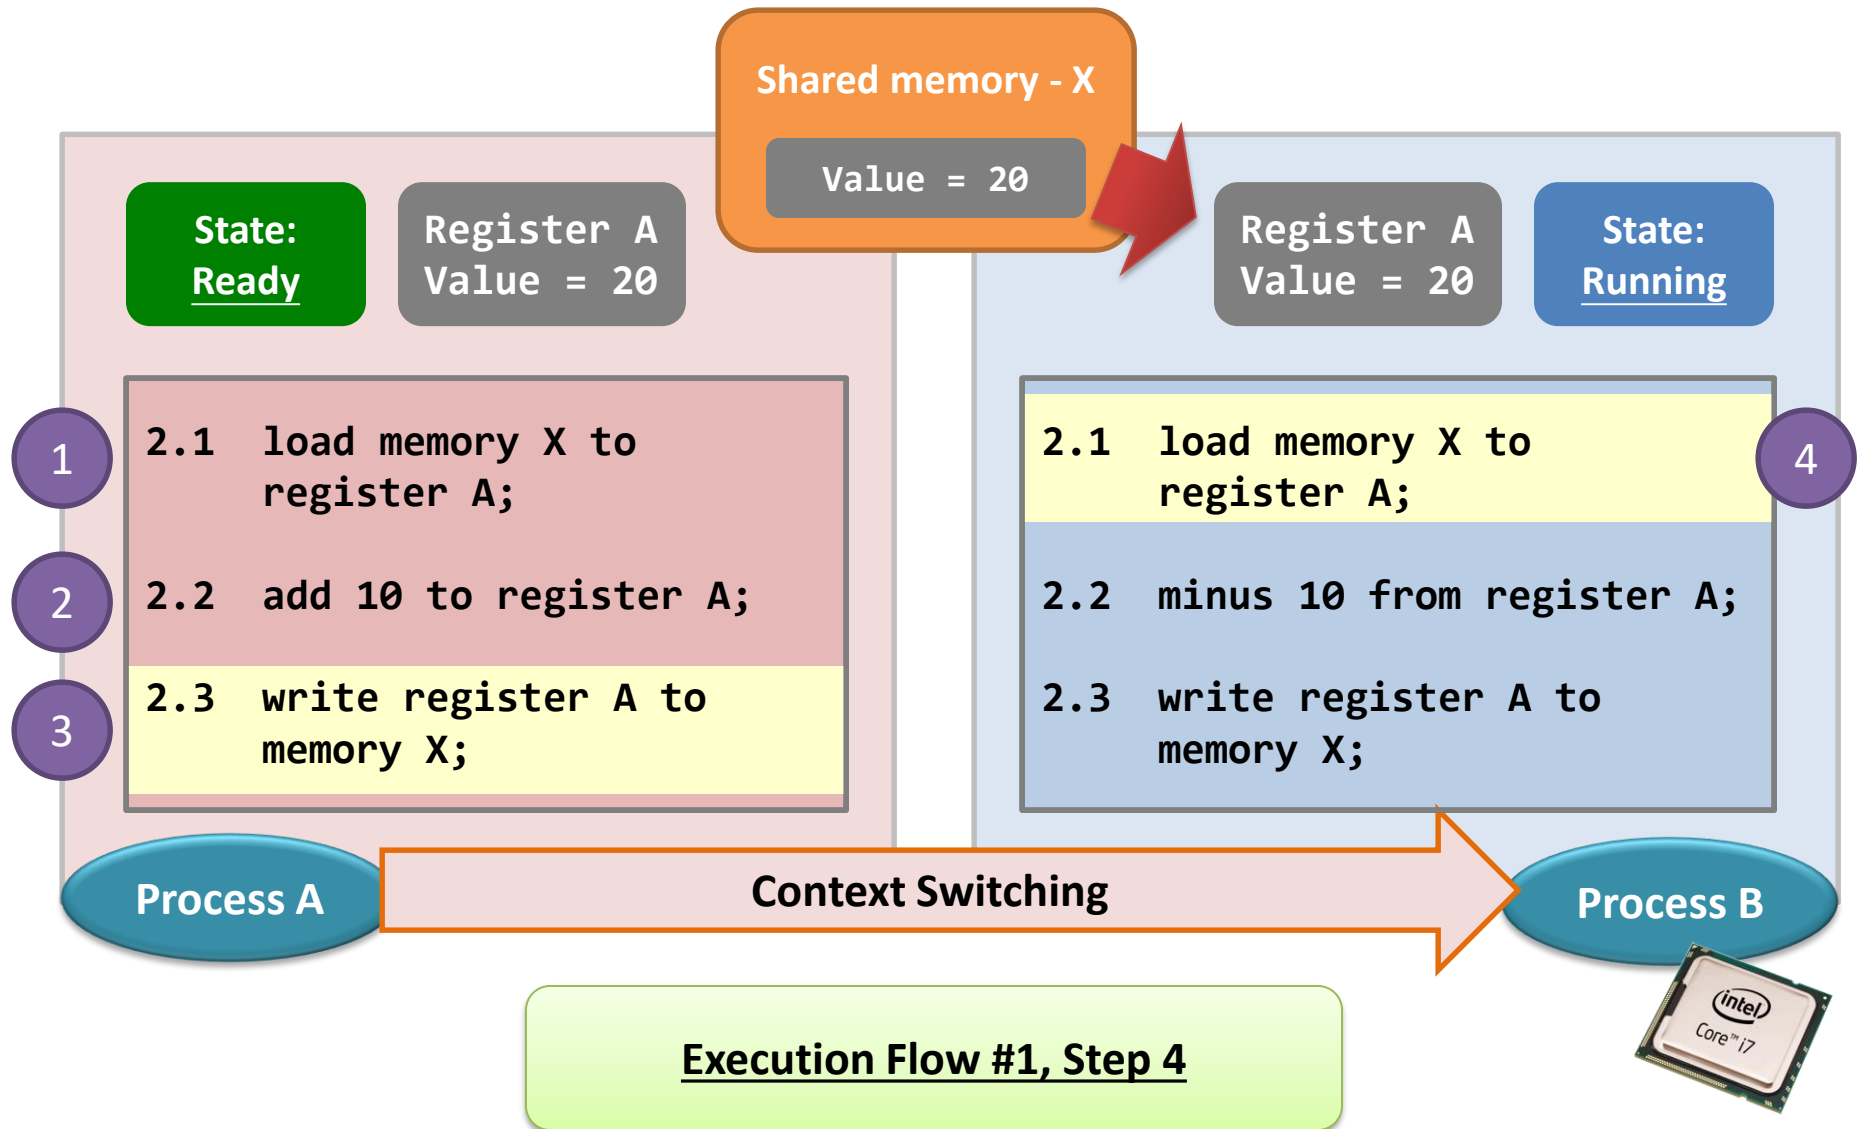 Shared memory - X
Value = 20
State:
Ready
Register A
Value = 20
Register A
Value = 20
State:
Running
1
2.1 load memory X to
register A;
2
2.2 add 10 to register A;
3
2.3 write register A to
memory X;
2.1 load memory X to
register A;
4
2.2 minus 10 from register A;
2.3 write register A to
memory X;
Process A
Context Switching
Process B
Execution Flow #1, Step 4
intel
Core™ i7